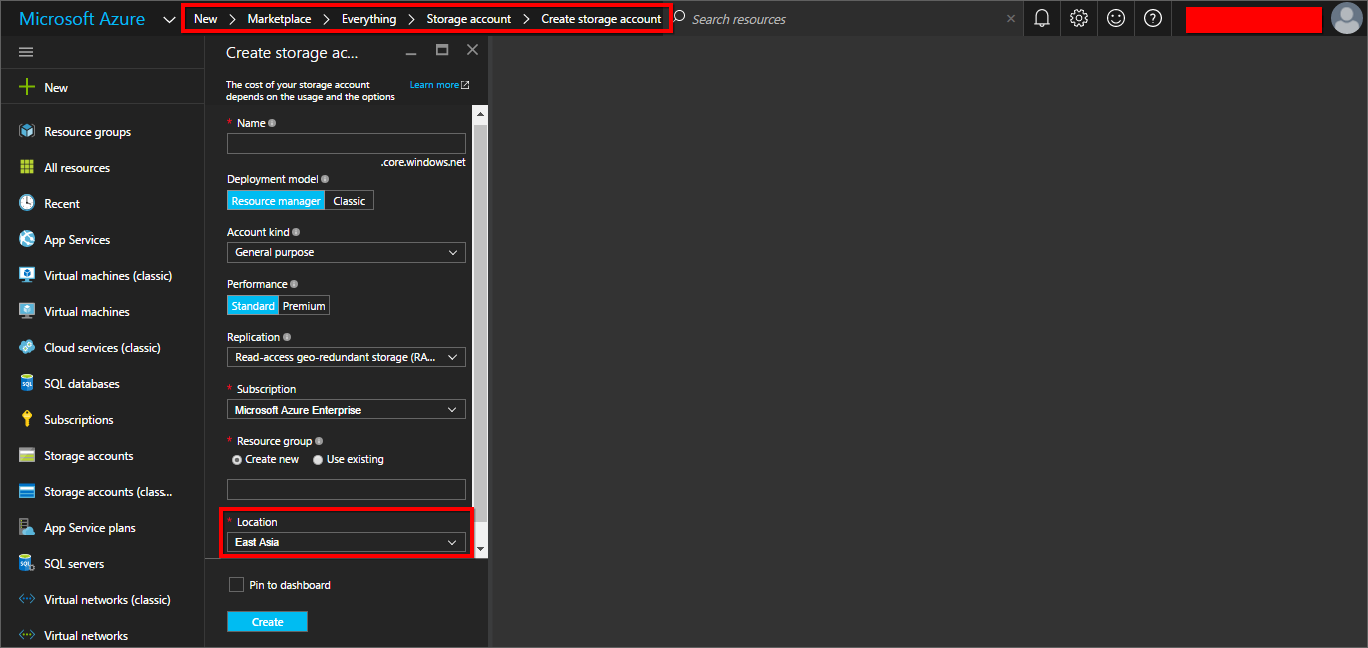 Microsoft Azure
New > Marketplace > Everything > Storage account > Create storage account
Search resources
New
Resource groups
All resources
Recent
App Services
Virtual machines (classic)
Virtual machines
Cloud services (classic)
SQL databases
Subscriptions
Storage accounts
Storage accounts (class...
App Service plans
SQL servers
Virtual networks (classic)
Virtual networks
Create storage ac...
The cost of your storage account
depends on the usage and the options
Learn more
* Name
.core.windows.net
Deployment model
Resource manager Classic
Account kind
General purpose
Performance
Standard Premium
Replication
Read-access geo-redundant storage (RA...
* Subscription
Microsoft Azure Enterprise
* Resource group
Create new Use existing
* Location
East Asia
Pin to dashboard
Create